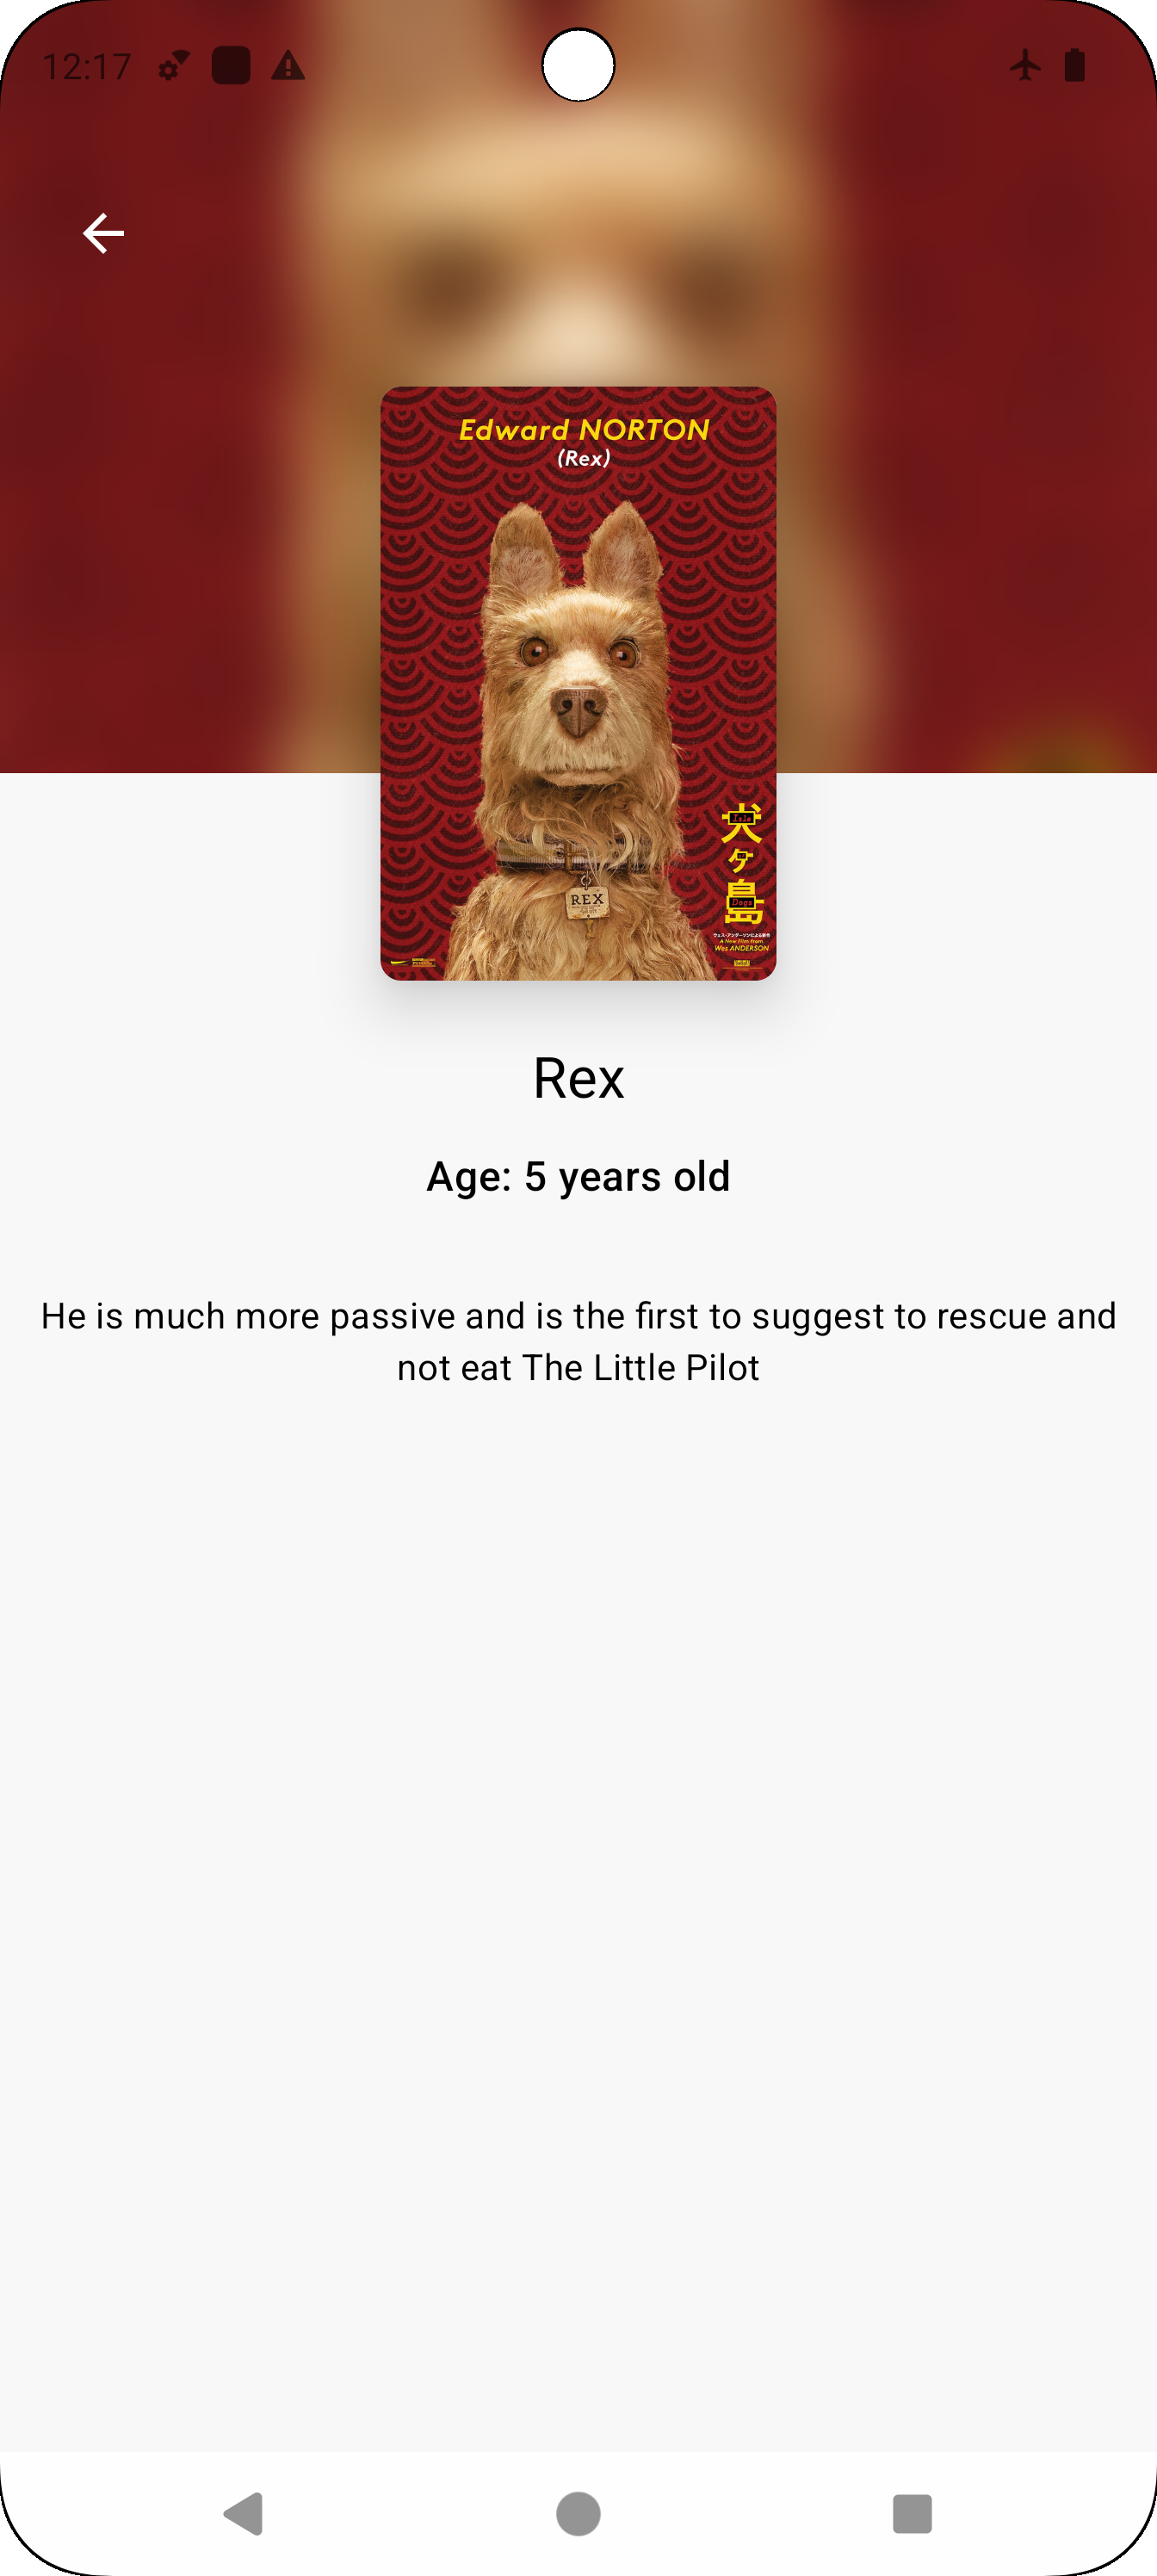 12:17
Edward NORTON
(Rex)
犬ヶ島
Isle
Dogs
REX
ウェス・アンダーソンによる新作
A New Film from
Wes ANDERSON
Rex
Age: 5 years old
He is much more passive and is the first to suggest to rescue and
not eat The Little Pilot